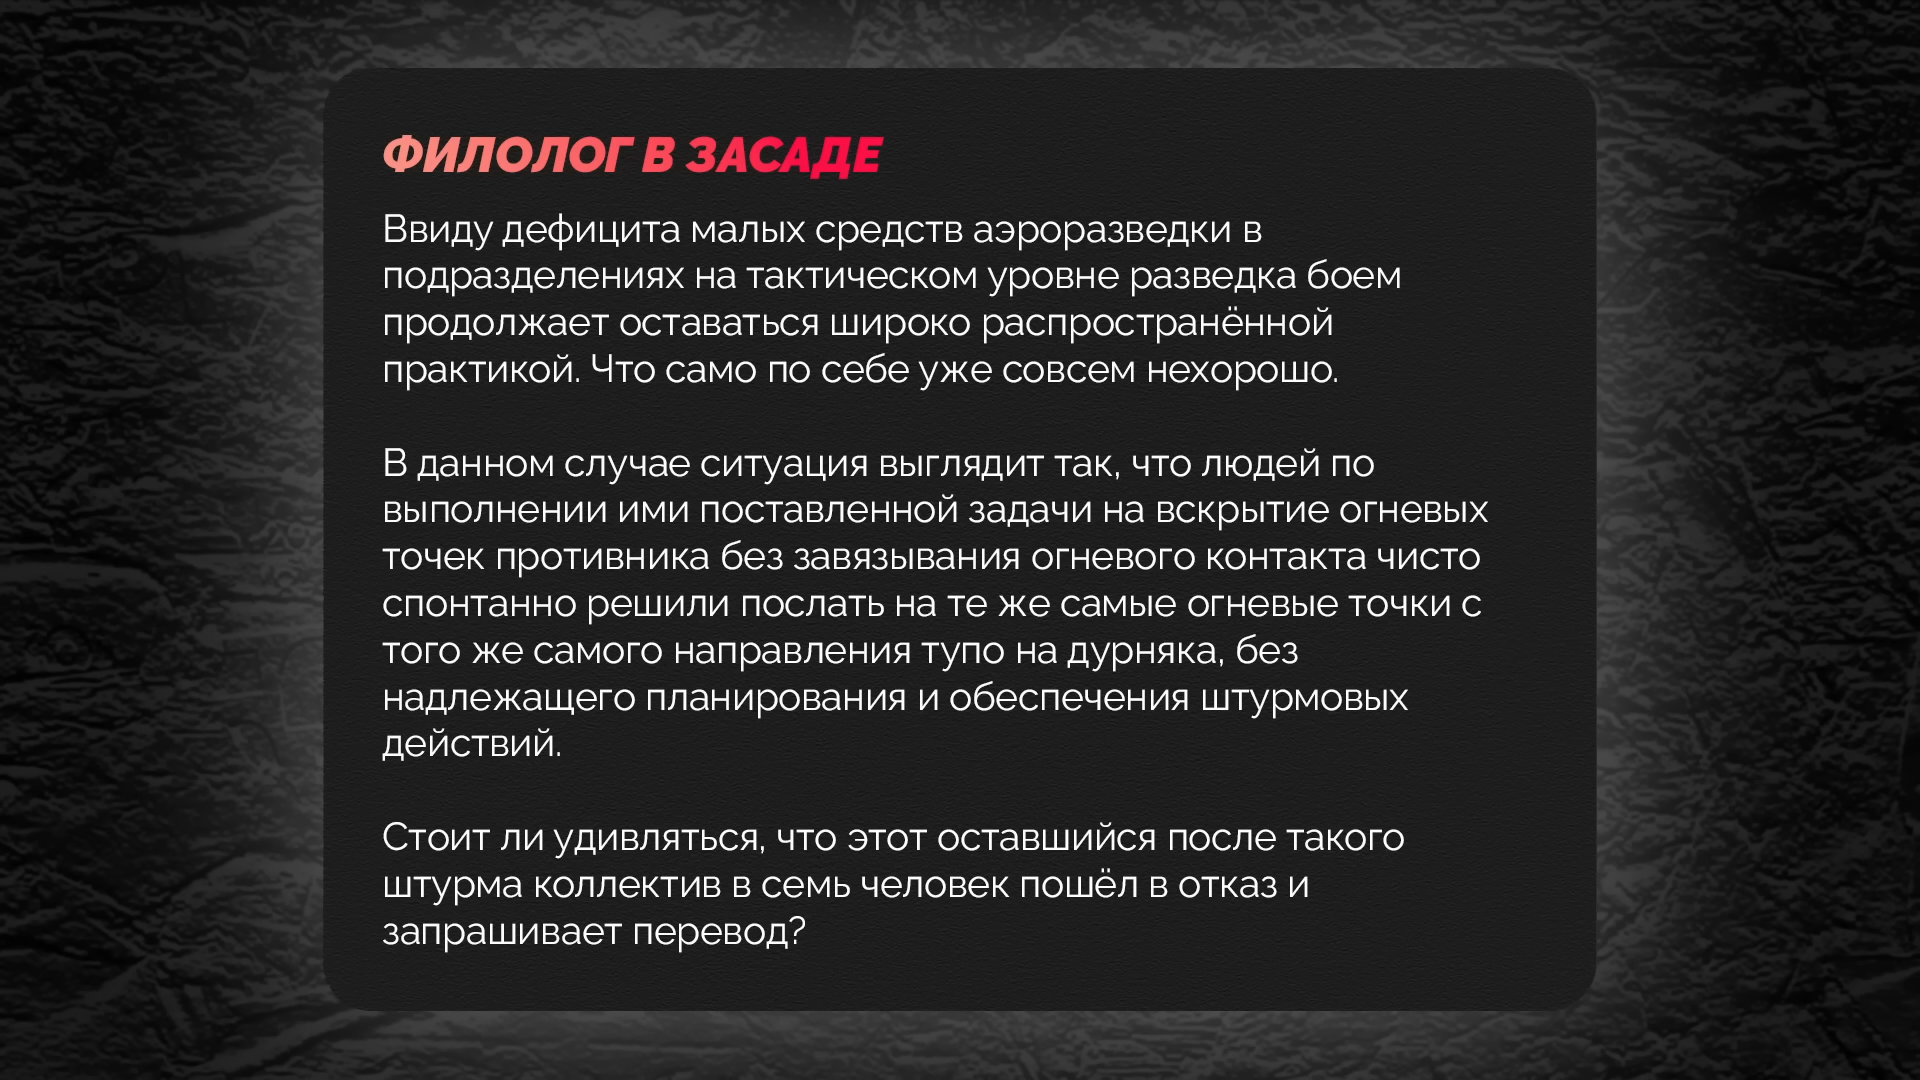 ФИЛОЛОГ В ЗАСАДЕ
Ввиду дефицита малых средств аэроразведки в
подразделениях на тактическом уровне разведка боем
продолжает оставаться широко распространённой
практикой. Что само по себе уже совсем нехорошо.
В данном случае ситуация выглядит так, что людей по
выполнении ими поставленной задачи на вскрытие огневых
точек противника без завязывания огневого контакта чисто
спонтанно решили послать на те же самые огневые точки с
того же самого направления тупо на дурняка, без
надлежащего планирования и обеспечения штурмовых
действий.
Стоит ли удивляться, что этот оставшийся после такого
штурма коллектив в семь человек пошёл в отказ и
запрашивает перевод?